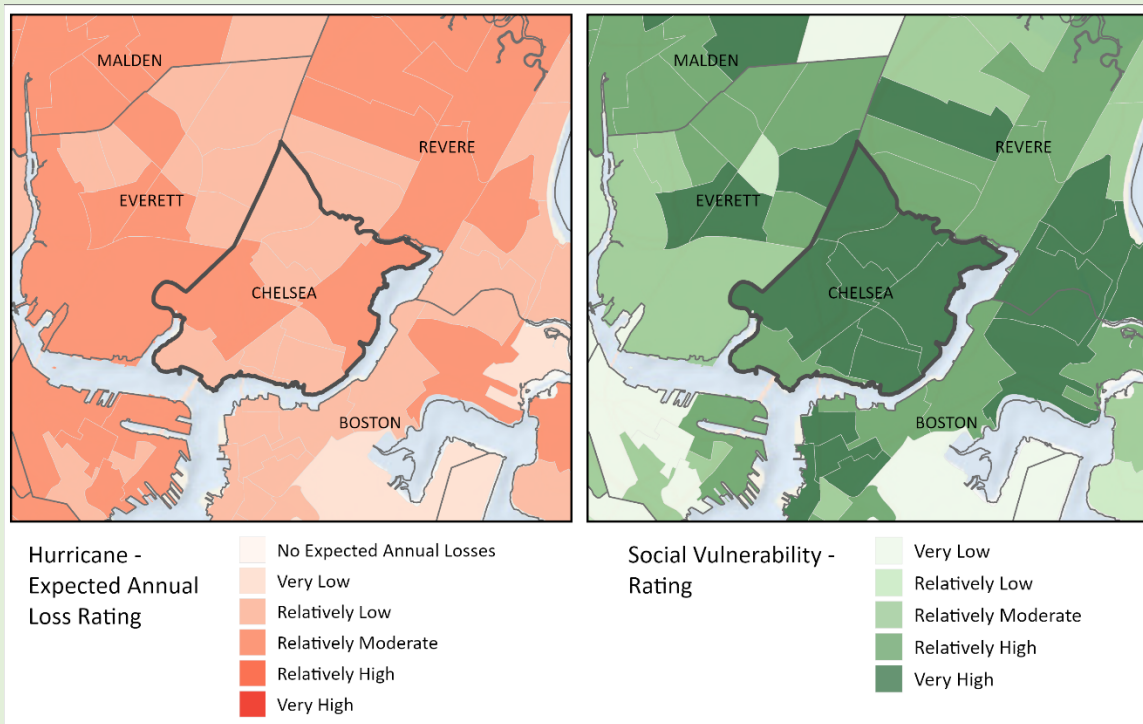 MALDEN
REVERE
EVERETT
CHELSEA
BOSTON
MALDEN
REVERE
EVERETT
CHELSEA
BOSTON
Hurricane -
Expected Annual
Loss Rating
No Expected Annual Losses
Very Low
Relatively Low
Relatively Moderate
Relatively High
Very High
Social Vulnerability -
Rating
Very Low
Relatively Low
Relatively Moderate
Relatively High
Very High